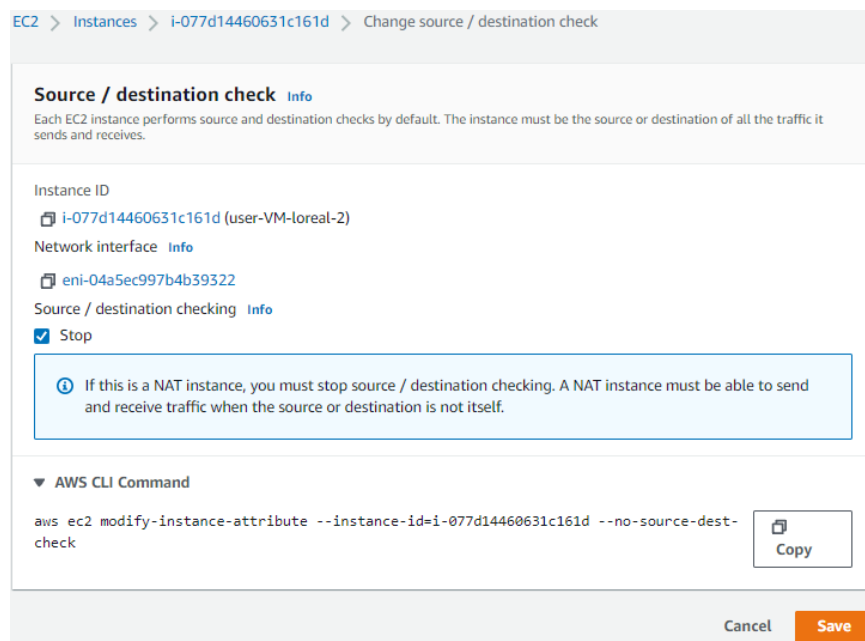 EC2 > Instances > i-077d14460631c161d > Change source / destination check
Source / destination check Info
Each EC2 instance performs source and destination checks by default. The instance must be the source or destination of all the traffic it
sends and receives.
Instance ID
i-077d14460631c161d (user-VM-loreal-2)
Network interface Info
eni-04a5ec997b4b39322
Source / destination checking Info
Stop
If this is a NAT instance, you must stop source / destination checking. A NAT instance must be able to send
and receive traffic when the source or destination is not itself.
AWS CLI Command
aws ec2 modify-instance-attribute --instance-id=i-077d14460631c161d --no-source-dest-
check
Copy
Cancel Save